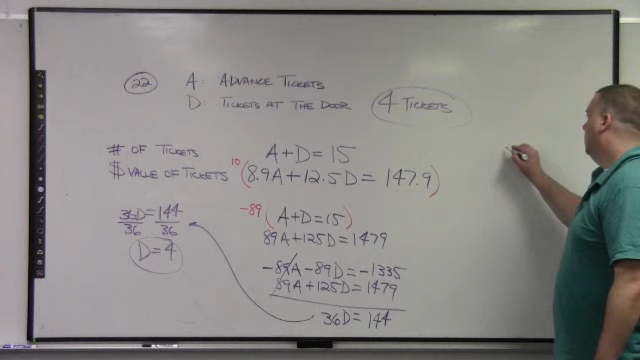 22
A: ADVANCE TICKETS
D: TICKETS AT THE DOOR
4 TICKETS
# OF TICKETS
A+D=15
$ VALUE OF TICKETS
10(8.9A+12.5D=147.9)
36D=144
36 36
D=4
-89(A+D=15)
89A+125D=1479
-89A-89D=-1335
89A+125D=1479
36D=144